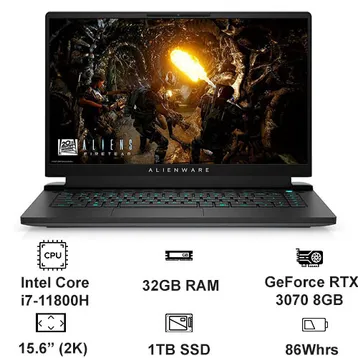 20
ALIENS
FIRETEAM
ALIENWARE
CPU
Intel Core
i7-11800H
32GB RAM
GeForce RTX
3070 8GB
15.6” (2K)
1TB SSD
86Whrs